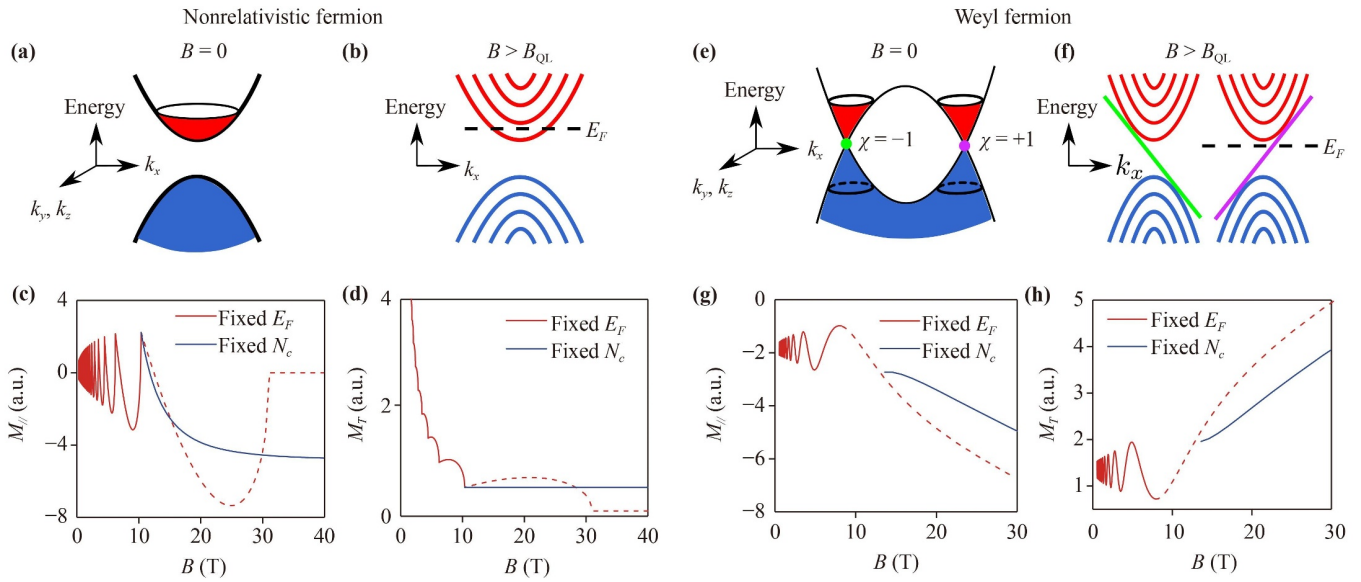 Nonrelativistic fermion
Weyl fermion
(a)
B = 0
Energy
k_x
k_y, k_z
(b)
B > B_QL
Energy
E_F
k_x
(e)
B = 0
Energy
k_x
χ = −1
χ = +1
k_y, k_z
(f)
B > B_QL
Energy
E_F
k_x
(c)
4
0
−4
−8
M_// (a.u.)
Fixed E_F
Fixed N_c
0 10 20 30 40
B (T)
(d)
4
2
0
M_T (a.u.)
Fixed E_F
Fixed N_c
0 10 20 30 40
B (T)
(g)
0
−2
−4
−6
−8
M_// (a.u.)
Fixed E_F
Fixed N_c
0 10 20 30
B (T)
(h)
5
4
3
2
1
M_T (a.u.)
Fixed E_F
Fixed N_c
0 10 20 30
B (T)